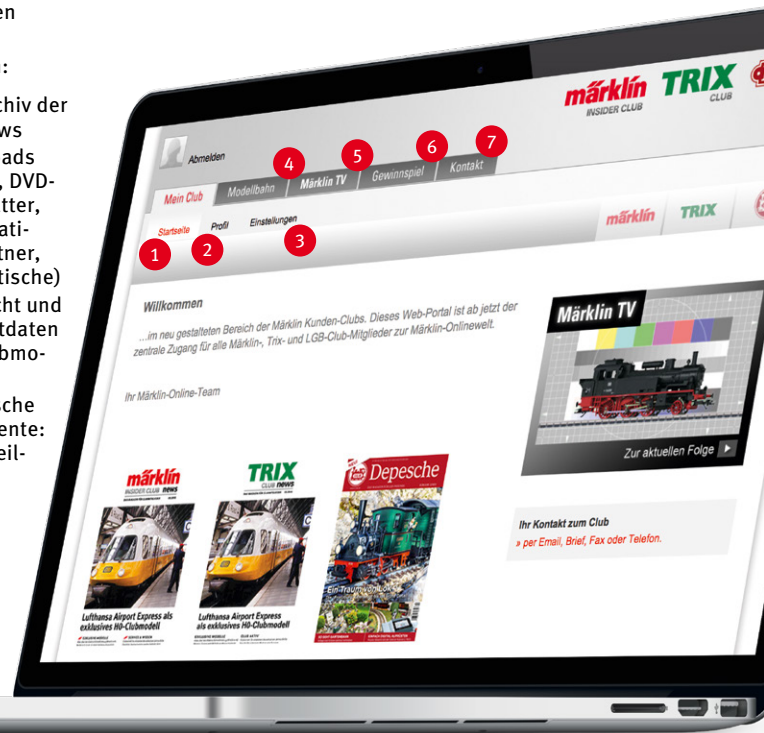 en
:
chiv der
ws
ads
, DVD-
tter,
ati-
tner,
tische)
cht und
tdaten
bmo-
sche
ente:
eil-
märklin
INSIDER CLUB
TRIX
CLUB
Abmelden
4
5
6
7
Mein Club
Modellbahn
Märklin TV
Gewinnspiel
Kontakt
Startseite
Profil
Einstellungen
1
2
3
märklin
TRIX
Willkommen
...im neu gestalteten Bereich der Märklin Kunden-Clubs. Dieses Web-Portal ist ab jetzt der
zentrale Zugang für alle Märklin-, Trix- und LGB-Club-Mitglieder zur Märklin-Onlinewelt.
Ihr Märklin-Online-Team
Märklin TV
Zur aktuellen Folge
märklin
INSIDER CLUB news
Lufthansa Airport Express als
exklusives H0-Clubmodell
TRIX
CLUB news
Lufthansa Airport Express
als exklusives H0-Clubmodell
Depesche
Ein Traum von Lok
Ihr Kontakt zum Club
» per Email, Brief, Fax oder Telefon.